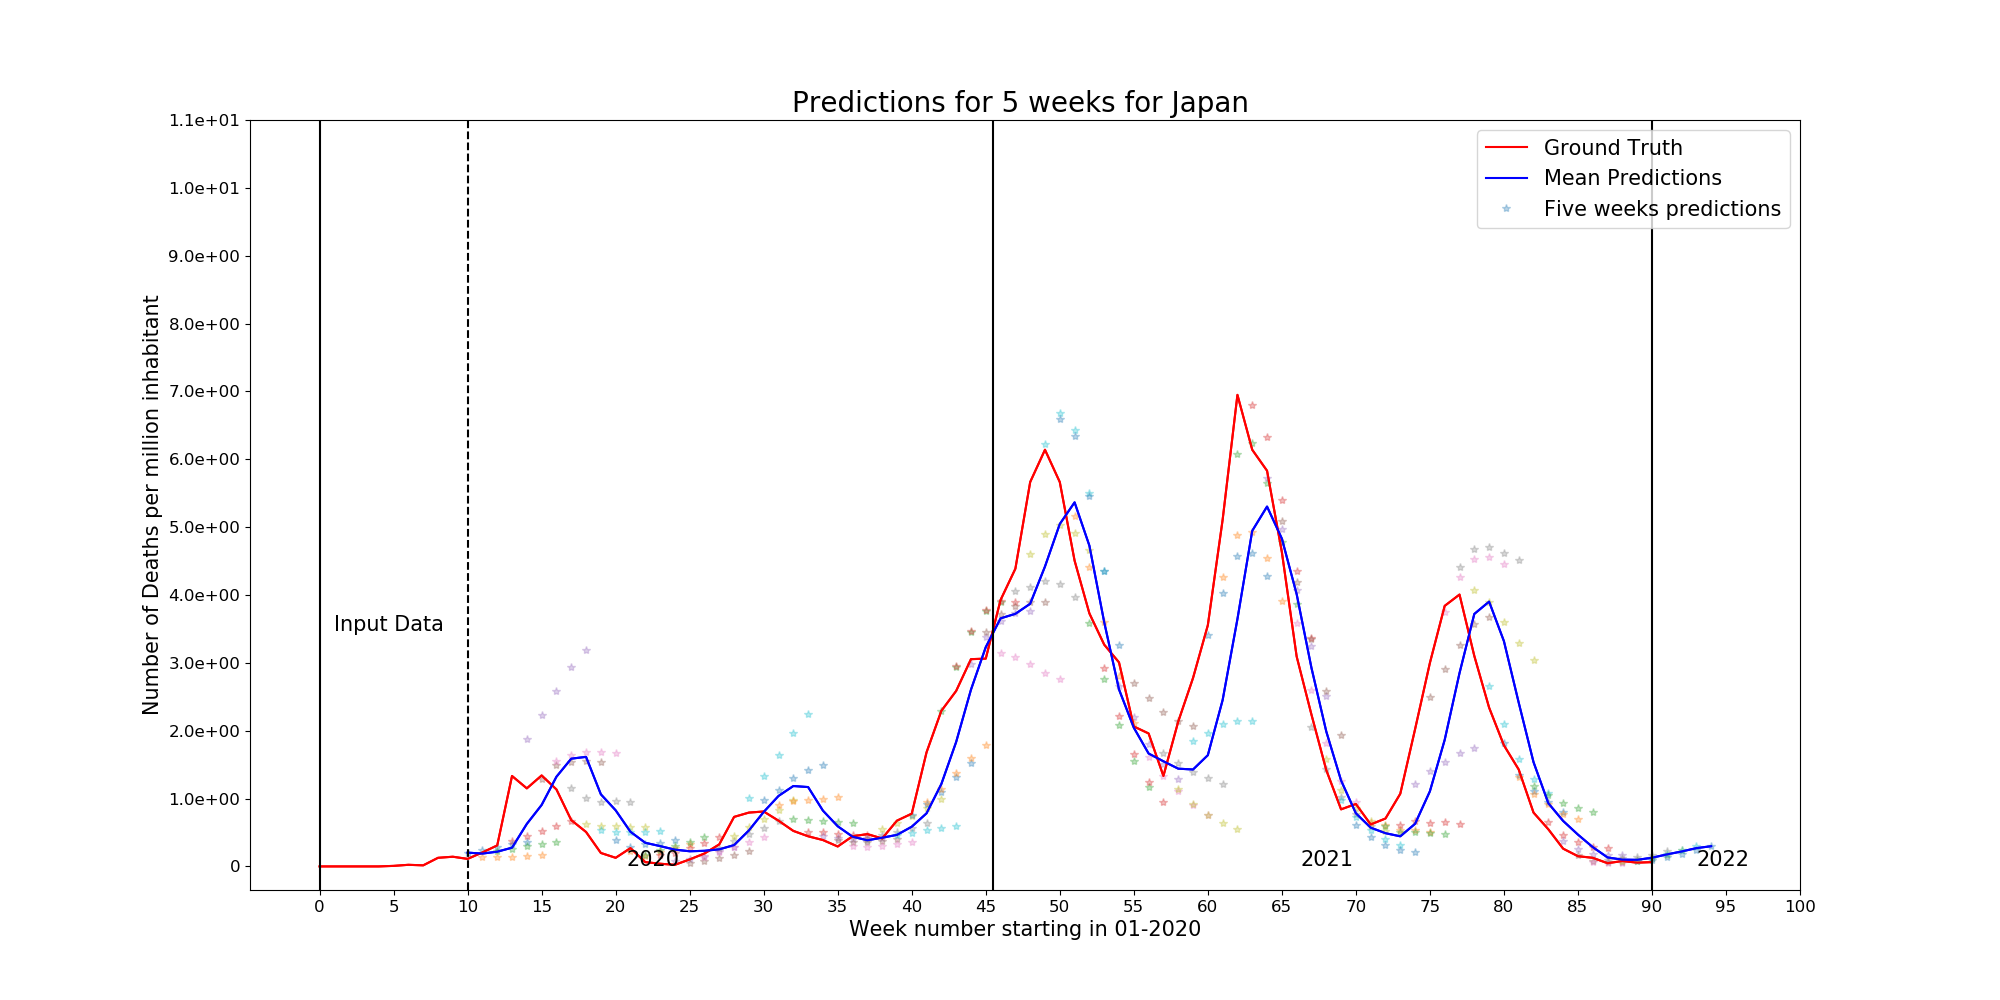 Predictions for 5 weeks for Japan
1.1e+01
1.0e+01
9.0e+00
8.0e+00
7.0e+00
6.0e+00
5.0e+00
4.0e+00
3.0e+00
2.0e+00
1.0e+00
0
Number of Deaths per million inhabitant
Ground Truth
Mean Predictions
Five weeks predictions
Input Data
2020 2021 2022
0 5 10 15 20 25 30 35 40 45 50 55 60 65 70 75 80 85 90 95 100
Week number starting in 01-2020